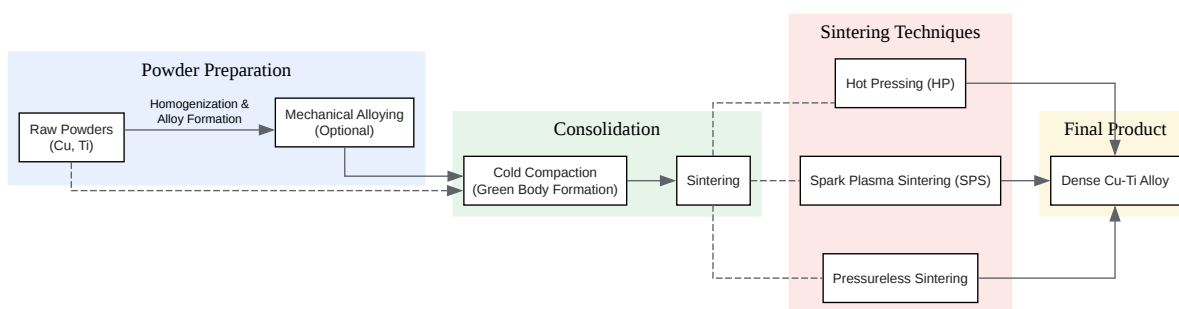 Powder Preparation
Homogenization &
Alloy Formation
Raw Powders
(Cu, Ti)
Mechanical Alloying
(Optional)
Consolidation
Cold Compaction
(Green Body Formation)
Sintering
Sintering Techniques
Hot Pressing (HP)
Spark Plasma Sintering (SPS)
Pressureless Sintering
Final Product
Dense Cu-Ti Alloy